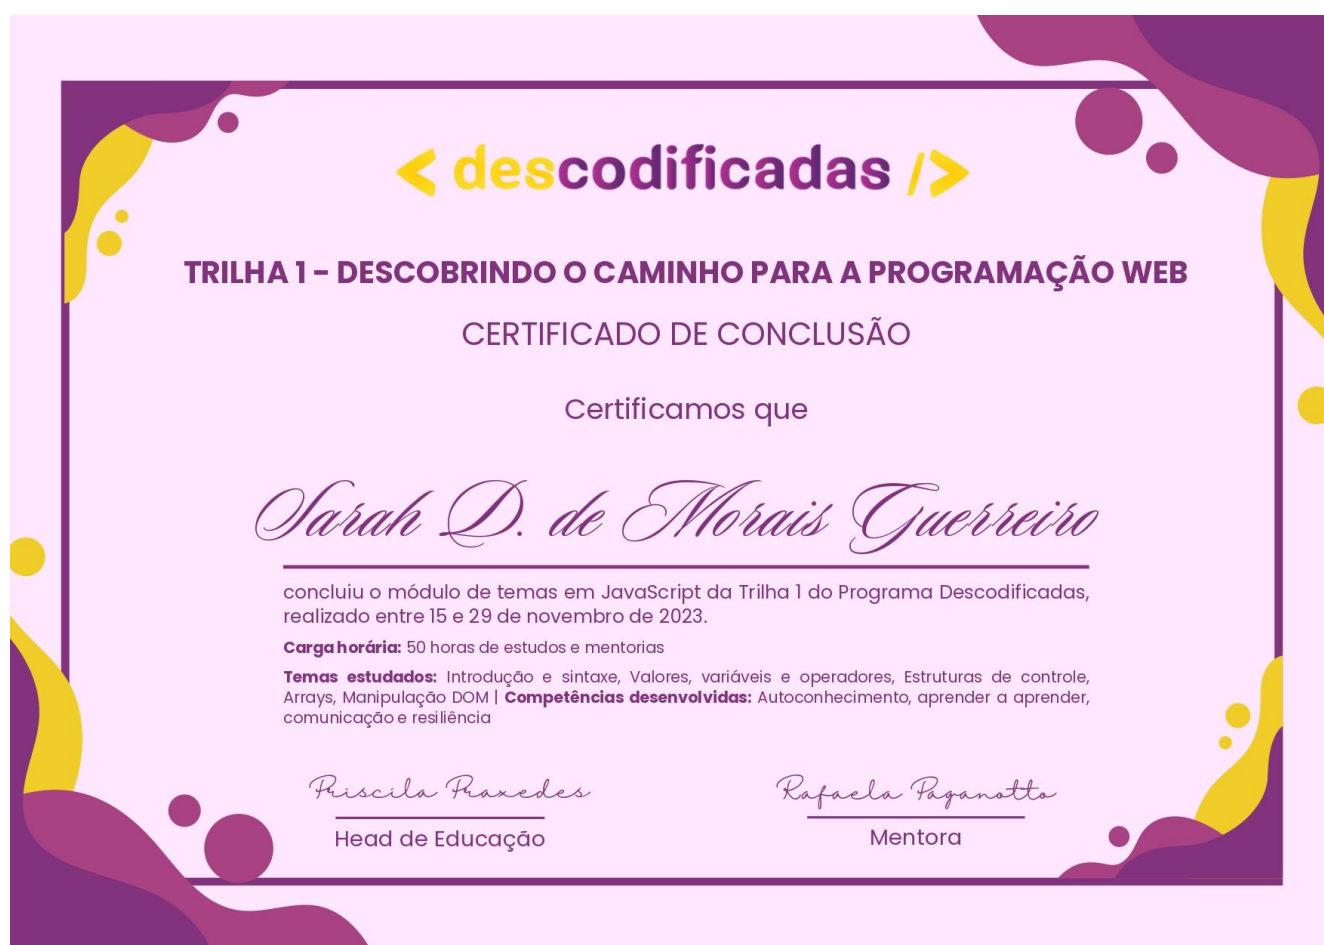 < descodificadas />
TRILHA 1 - DESCOBRINDO O CAMINHO PARA A PROGRAMAÇÃO WEB
CERTIFICADO DE CONCLUSÃO
Certificamos que
Sarah D. de Morais Guerreiro
concluiu o módulo de temas em JavaScript da Trilha 1 do Programa Descodificadas,
realizado entre 15 e 29 de novembro de 2023.
Carga horária: 50 horas de estudos e mentorias
Temas estudados: Introdução e sintaxe, Valores, variáveis e operadores, Estruturas de controle,
Arrays, Manipulação DOM | Competências desenvolvidas: Autoconhecimento, aprender a aprender,
comunicação e resiliência
Priscila Praxedes
Head de Educação
Rafaela Paganotto
Mentora